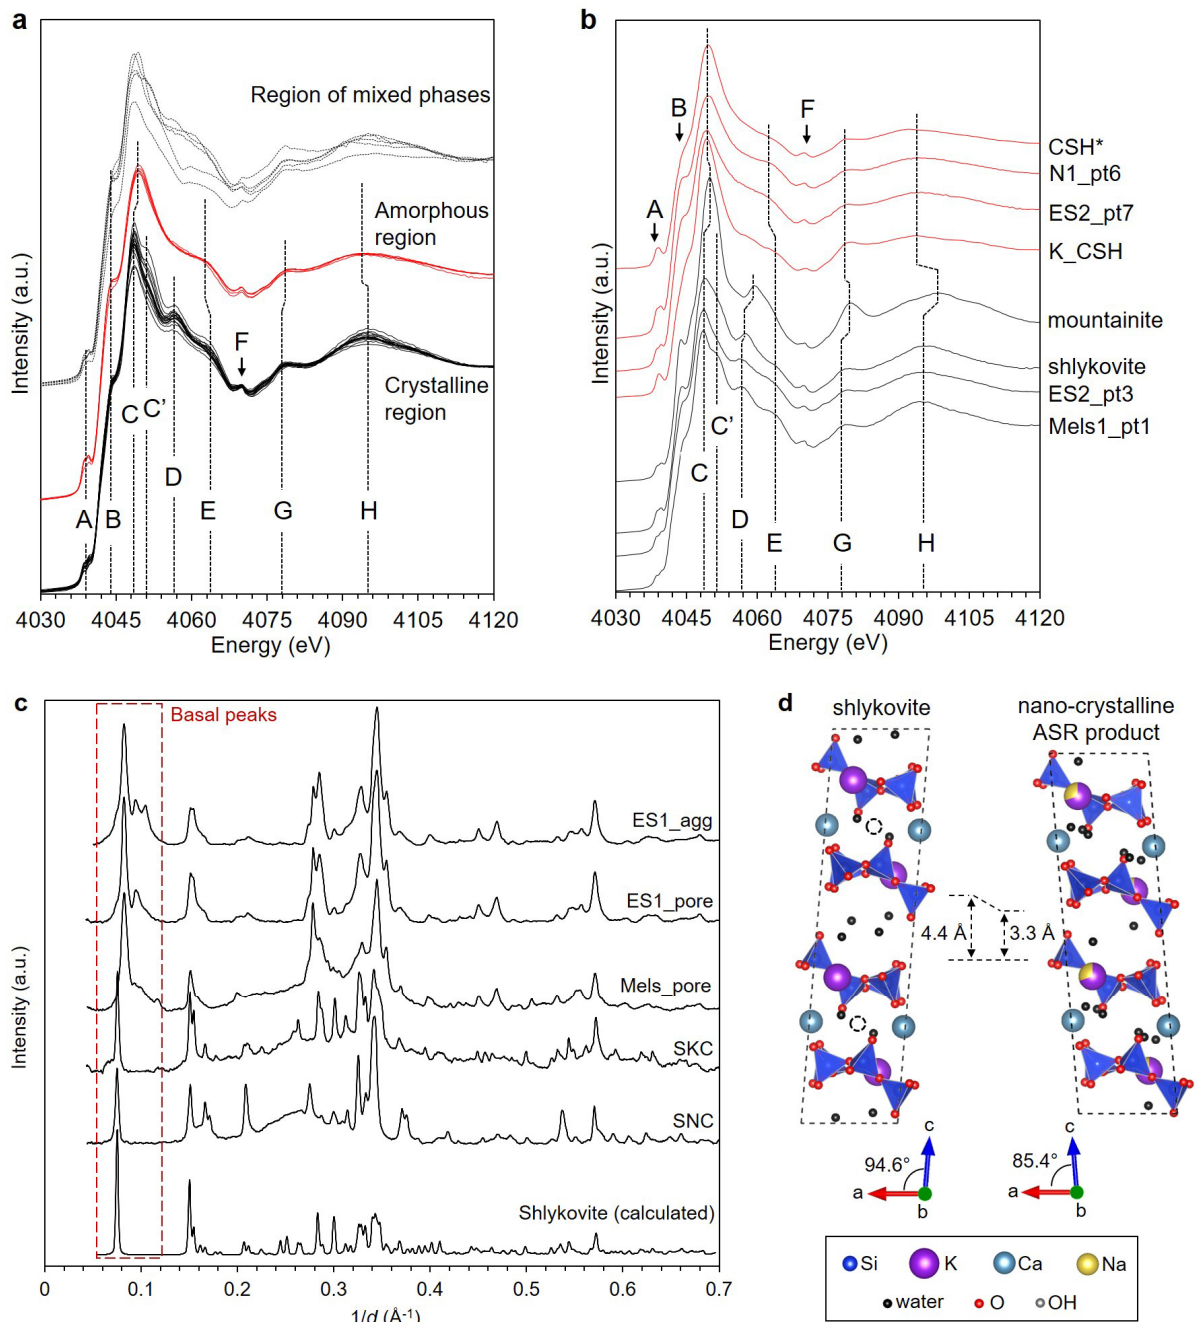 a
Region of mixed phases
Amorphous
region
F
Crystalline
region
C
C'
D
A
B
E
G
H
Intensity (a.u.)
4030
4045
4060
4075
4090
4105
4120
Energy (eV)
b
B
F
A
CSH*
N1_pt6
ES2_pt7
K_CSH
mountainite
shlykovite
ES2_pt3
Mels1_pt1
C'
C
D
E
G
H
Intensity (a.u.)
4030
4045
4060
4075
4090
4105
4120
Energy (eV)
c
Basal peaks
ES1_agg
ES1_pore
Mels_pore
SKC
SNC
Shlykovite (calculated)
Intensity (a.u.)
0
0.1
0.2
0.3
0.4
0.5
0.6
0.7
1/d (Å⁻¹)
d
shlykovite
nano-crystalline
ASR product
4.4 Å
3.3 Å
c
94.6°
a
b
c
85.4°
a
b
Si
K
Ca
Na
water
O
OH